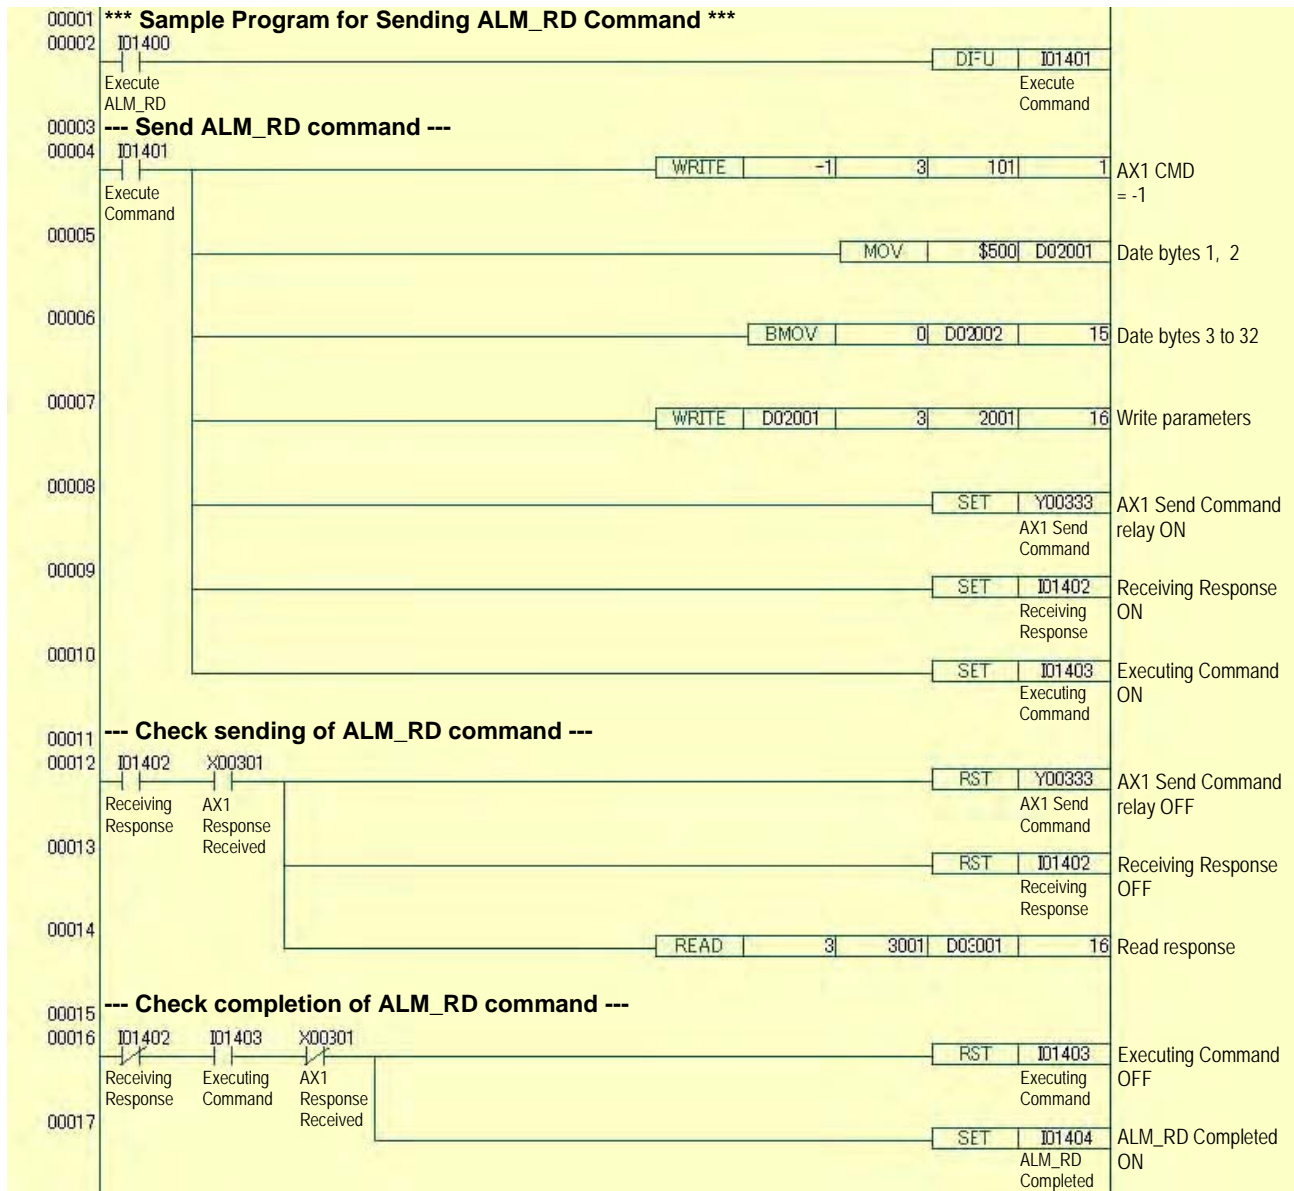 00001 *** Sample Program for Sending ALM_RD Command ***
00002 I01400 DIFU I01401
Execute ALM_RD
Execute Command
00003 --- Send ALM_RD command ---
00004 I01401 WRITE -1 3 101 1 AX1 CMD
= -1
Execute
Command
00005 MOV $500 D02001 Date bytes 1, 2
00006 BMOV 0 D02002 15 Date bytes 3 to 32
00007 WRITE D02001 3 2001 16 Write parameters
00008 SET Y00333 AX1 Send Command
relay ON
AX1 Send
Command
00009 SET I01402 Receiving Response
ON
Receiving
Response
00010 SET I01403 Executing Command
ON
Executing
Command
00011 --- Check sending of ALM_RD command ---
00012 I01402 X00301 RST Y00333 AX1 Send Command
relay OFF
Receiving
Response
AX1
Response
Received
AX1 Send
Command
00013 RST I01402 Receiving Response
OFF
Receiving
Response
00014 READ 3 3001 D03001 16 Read response
00015 --- Check completion of ALM_RD command ---
00016 I01402 I01403 X00301 RST I01403 Executing Command
OFF
Receiving
Response
Executing
Command
AX1
Response
Received
Executing
Command
00017 SET I01404 ALM_RD Completed
ON
ALM_RD
Completed